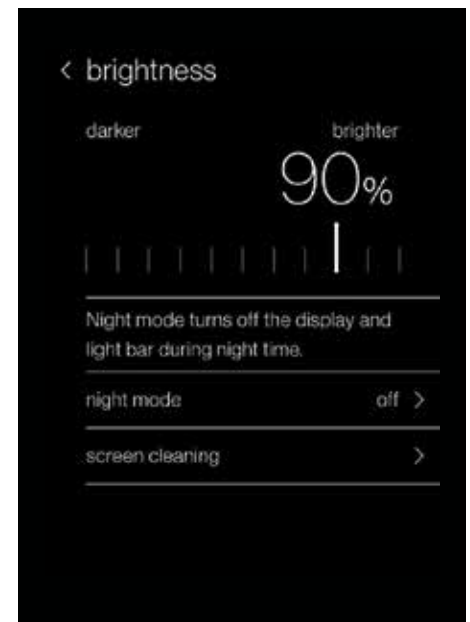 brightness
darker brighter
90%
Night mode turns off the display and
light bar during night time.
night mode off
screen cleaning